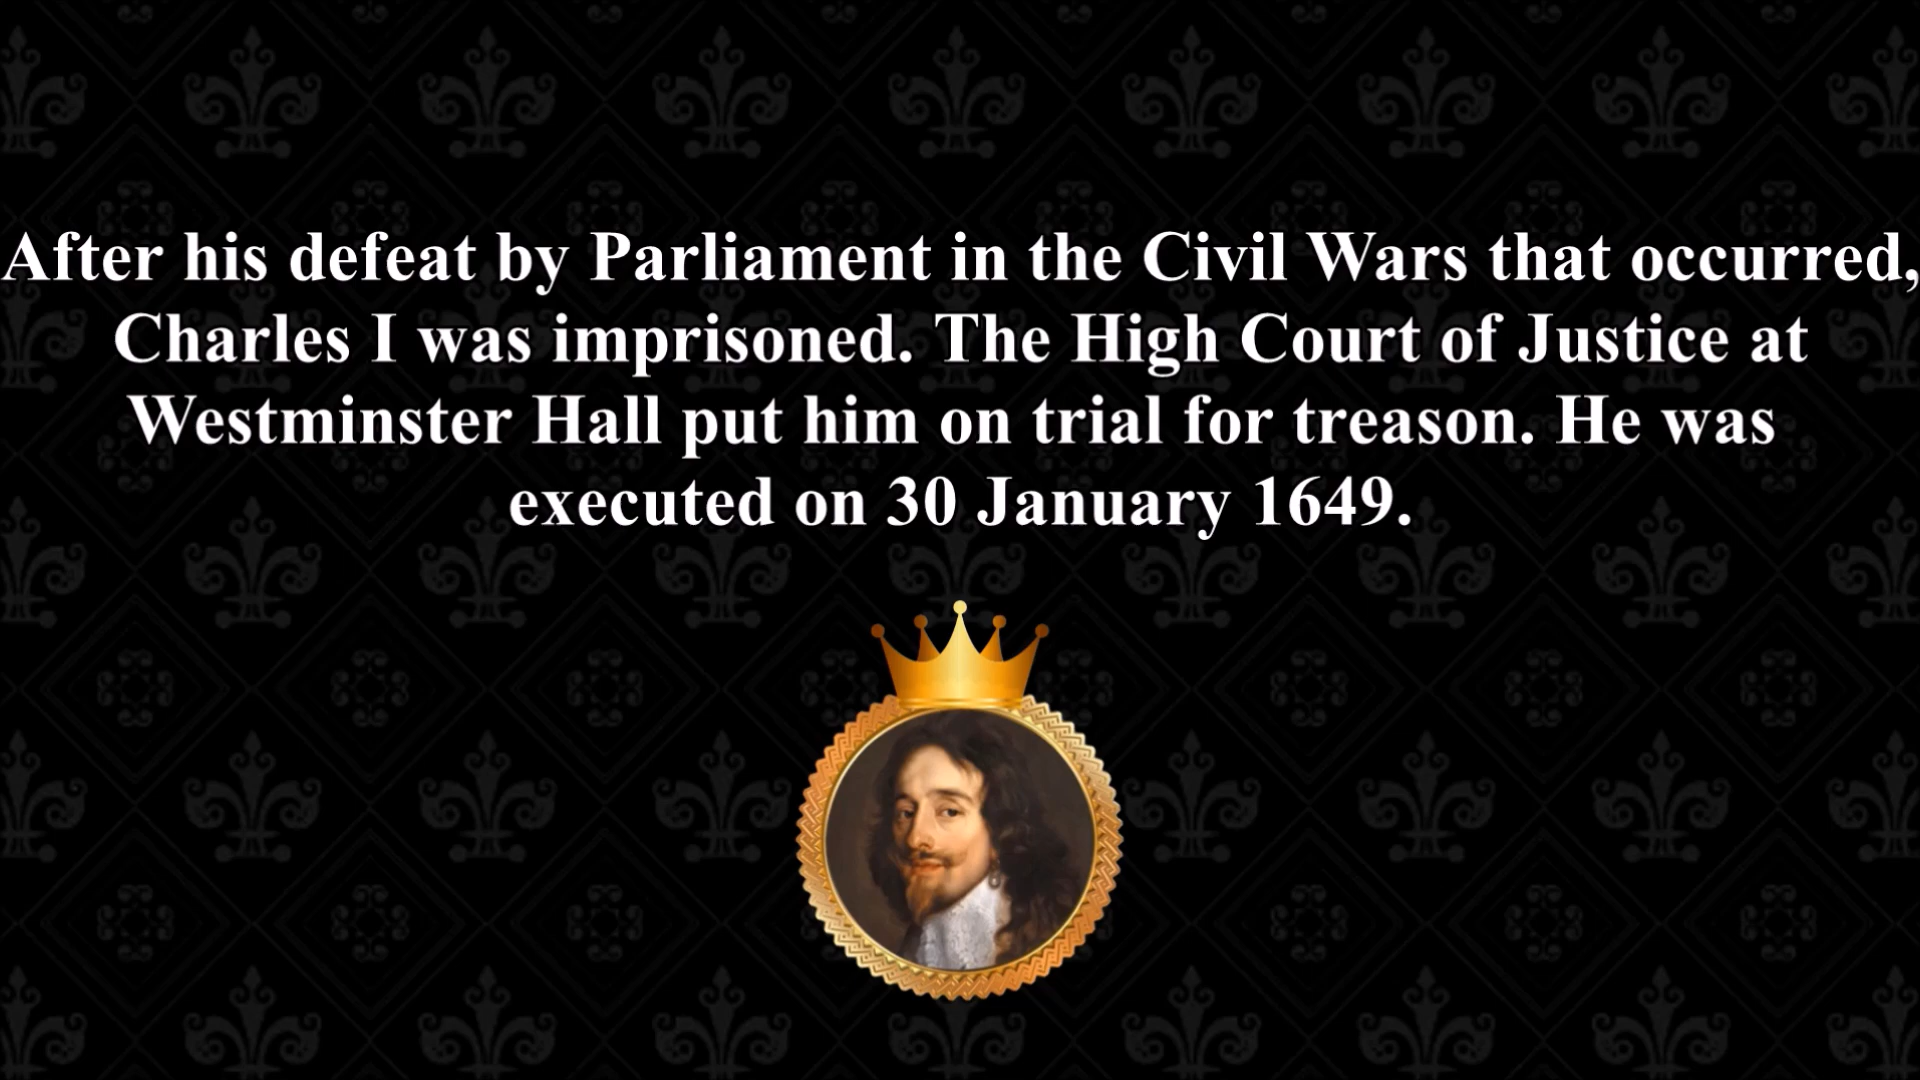 After his defeat by Parliament in the Civil Wars that occurred,
Charles I was imprisoned. The High Court of Justice at
Westminster Hall put him on trial for treason. He was
executed on 30 January 1649.